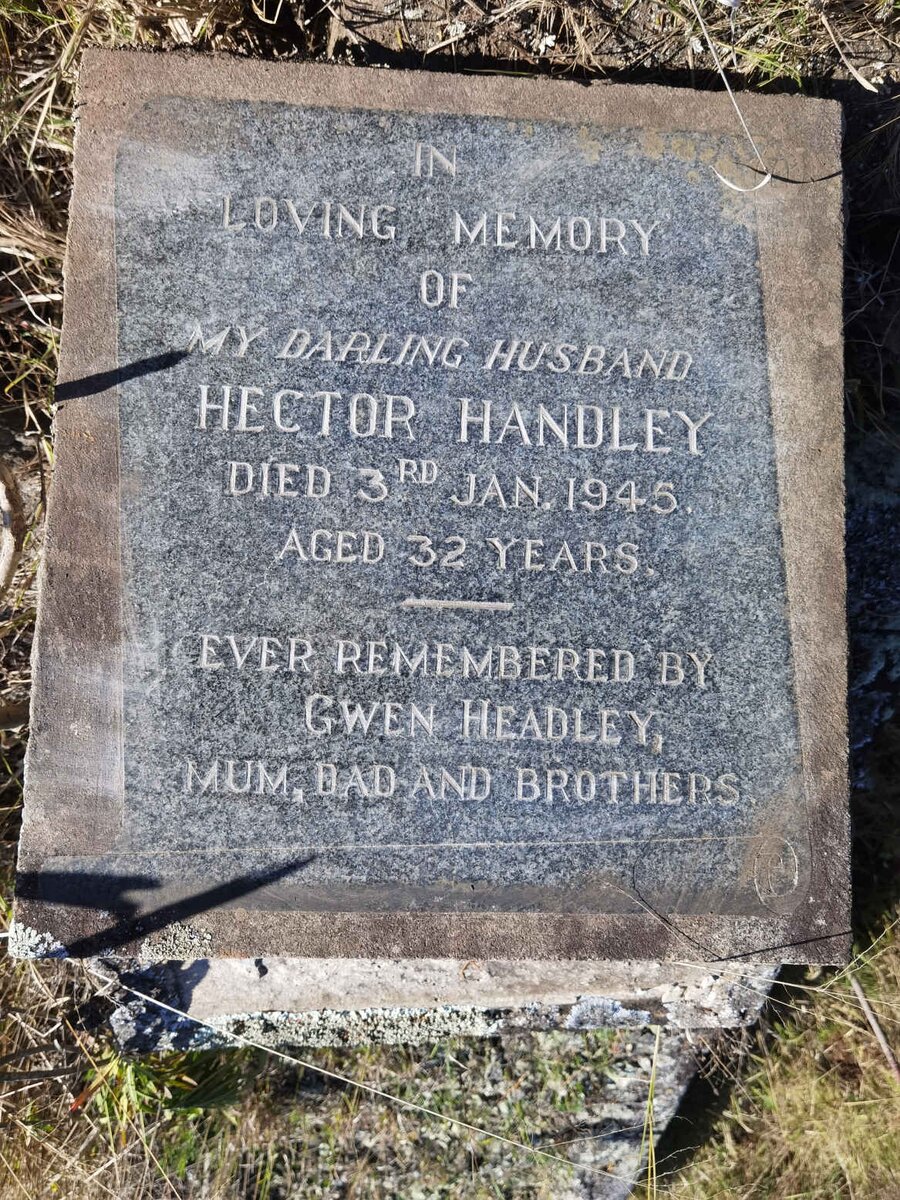 IN
LOVING MEMORY
OF
MY DARLING HUSBAND
HECTOR HANDLEY
DIED 3RD JAN. 1945.
AGED 32 YEARS.
EVER REMEMBERED BY
GWEN HEADLEY,
MUM, DAD AND BROTHERS.